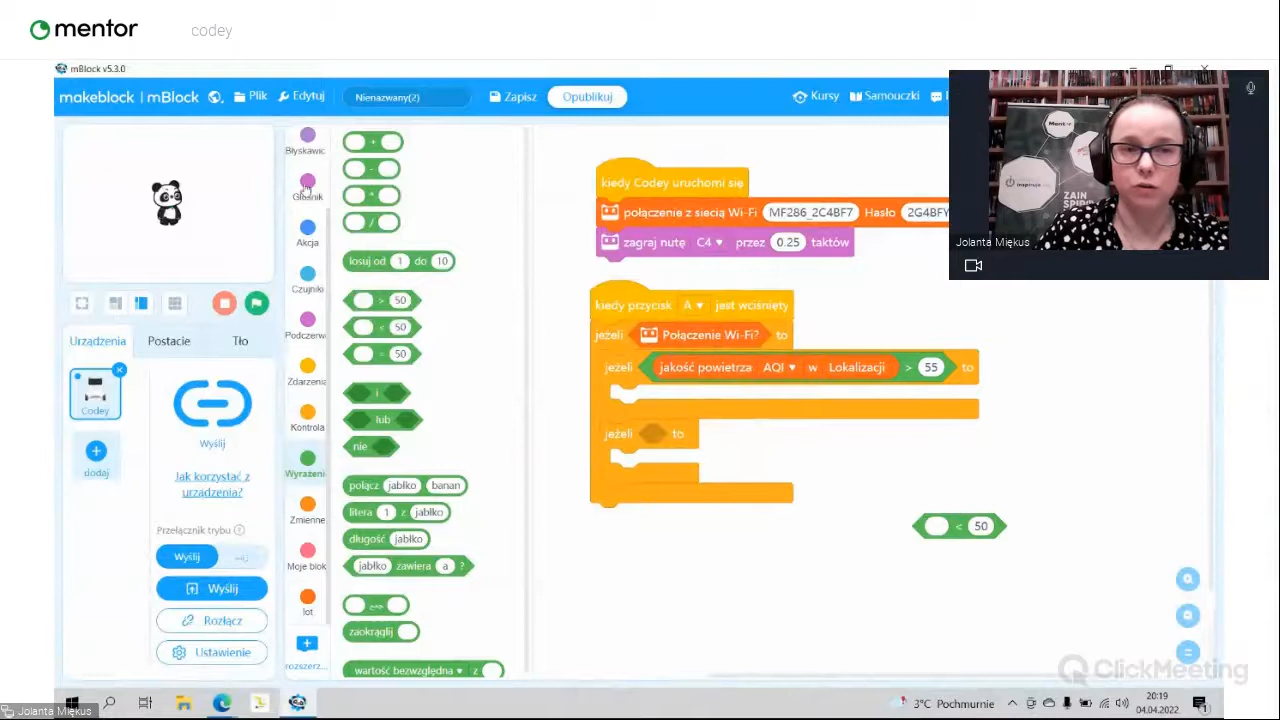 mentor codey
mBlock v5.3.0
makeblock | mBlock Plik Edytuj Nienazwany(2) Zapisz Opublikuj Kursy Samouczki
Mentor
inspiruje
ZAIN
SPIR
Jolanta Miękus
Urządzenia Postacie Tło
Codey
dodaj
Wyślij
Jak korzystać z
urządzenia?
Przełącznik trybu
Wyślij
Wyślij
Rozłącz
Ustawienie
Błyskawic
Głośnik
Akcja
Czujniki
Podczerw
Zdarzenia
Kontrola
Wyrażeni
Zmienne
Moje blok
Iot
rozszerz...
+
-
*
/
losuj od 1 do 10
> 50
< 50
= 50
i
lub
nie
połącz jabłko banan
litera 1 z jabłko
długość jabłko
jabłko zawiera a ?
zaokrąglij
wartość bezwzględna z
kiedy Codey uruchomi się
połączenie z siecią Wi-Fi MF286_2C4BF7 Hasło 2G4BFY
zagraj nutę C4 przez 0.25 taktów
kiedy przycisk A jest wciśnięty
jeżeli Połączenie Wi-Fi? to
jeżeli jakość powietrza AQI w Lokalizacji > 55 to
jeżeli to
< 50
ClickMeeting
3°C Pochmurnie 20:19
04.04.2022
Jolanta Miękus